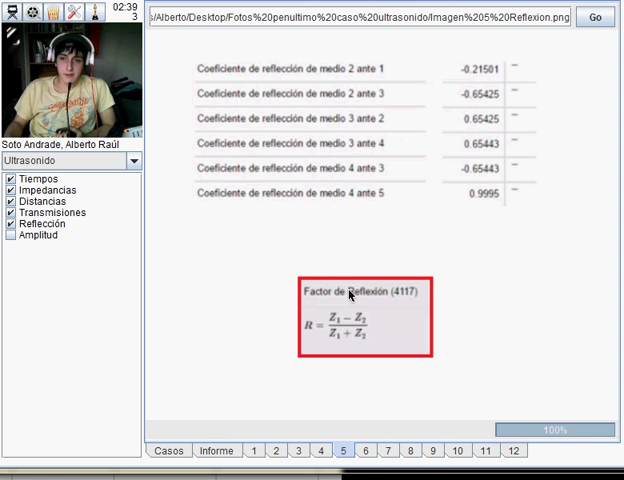 02:39
3
s/Alberto/Desktop/Fotos%20penultimo%20caso%20ultrasonido/Imagen%205%20Reflexion.png
Go
Soto Andrade, Alberto Raúl
Ultrasonido
Tiempos
Impedancias
Distancias
Transmisiones
Reflección
Amplitud
Coeficiente de reflección de medio 2 ante 1 -0.21501
Coeficiente de reflección de medio 2 ante 3 -0.65425
Coeficiente de reflección de medio 3 ante 2 0.65425
Coeficiente de reflección de medio 3 ante 4 0.65443
Coeficiente de reflección de medio 4 ante 3 -0.65443
Coeficiente de reflección de medio 4 ante 5 0.9995
Factor de Reflexión (4117)
R = (Z₁ − Z₂) / (Z₁ + Z₂)
100%
Casos Informe 1 2 3 4 5 6 7 8 9 10 11 12